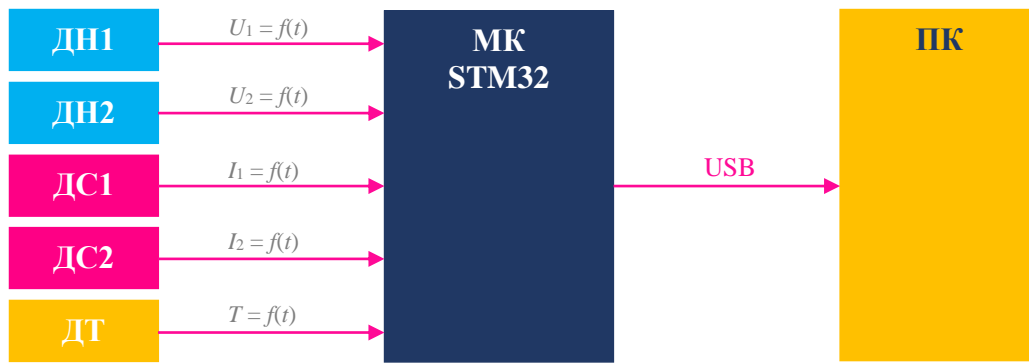 ДН1
U₁ = f(t)
ДН2
U₂ = f(t)
ДС1
I₁ = f(t)
ДС2
I₂ = f(t)
ДТ
T = f(t)
МК
STM32
USB
ПК